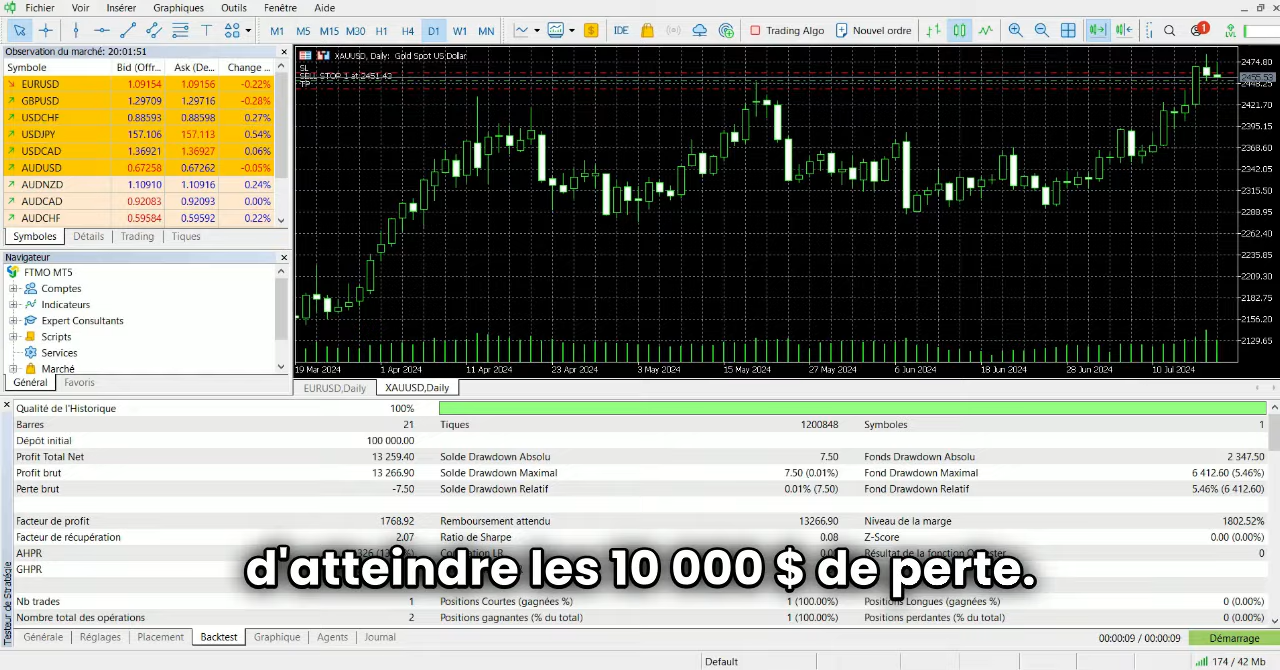 Fichier Voir Insérer Graphiques Outils Fenêtre Aide
M1 M5 M15 M30 H1 H4 D1 W1 MN IDE Trading Algo Nouvel ordre 1 LVL
Observation du marché: 20:01:51
Symbole Bid (Offr... Ask (De... Change ...
EURUSD 1.09154 1.09156 -0.22%
GBPUSD 1.29709 1.29716 -0.28%
USDCHF 0.88593 0.88598 0.27%
USDJPY 157.106 157.113 0.54%
USDCAD 1.36921 1.36927 0.06%
AUDUSD 0.67258 0.67262 -0.05%
AUDNZD 1.10910 1.10916 0.24%
AUDCAD 0.92083 0.92093 0.00%
AUDCHF 0.59584 0.59592 0.22%
Symboles Détails Trading Tiques
Navigateur
FTMO MT5
Comptes
Indicateurs
Expert Consultants
Scripts
Services
Marché
Général Favoris
XAUUSD, Daily: Gold Spot US Dollar
SL
SELL STOP 1 at 2451.43
TP
2474.80
2455.53
2448.25
2421.70
2395.15
2368.60
2342.05
2315.50
2288.95
2262.40
2235.85
2209.30
2182.75
2156.20
2129.65
19 Mar 2024 1 Apr 2024 11 Apr 2024 23 Apr 2024 3 May 2024 15 May 2024 27 May 2024 6 Jun 2024 18 Jun 2024 28 Jun 2024 10 Jul 2024
EURUSD,Daily XAUUSD,Daily
Qualité de l'Historique 100%
Barres 21 Tiques 1200848 Symboles 1
Dépôt initial 100 000.00
Profit Total Net 13 259.40 Solde Drawdown Absolu 7.50 Fonds Drawdown Absolu 2 347.50
Profit brut 13 266.90 Solde Drawdown Maximal 7.50 (0.01%) Fond Drawdown Maximal 6 412.60 (5.46%)
Perte brut -7.50 Solde Drawdown Relatif 0.01% (7.50) Fond Drawdown Relatif 5.46% (6 412.60)
Facteur de profit 1768.92 Remboursement attendu 13266.90 Niveau de la marge 1802.52%
Facteur de récupération 2.07 Ratio de Sharpe 0.08 Z-Score 0.00 (0.00%)
AHPR
GHPR
d'atteindre les 10 000 $ de perte.
Nb trades 1 Positions Courtes (gagnées %) 1 (100.00%) Positions Longues (gagnées %) 0 (0.00%)
Nombre total des opérations 2 Positions gagnantes (% du total) 1 (100.00%) Positions perdantes (% du total) 0 (0.00%)
Testeur de Stratégie
Générale Réglages Placement Backtest Graphique Agents Journal 00:00:09 / 00:00:09 Démarrage
Default 174 / 42 Mb